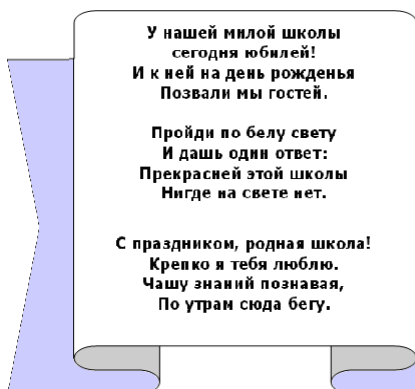 У нашей милой школы
сегодня юбилей!
И к ней на день рожденья
Позвали мы гостей.
Пройди по белу свету
И дашь один ответ:
Прекрасней этой школы
Нигде на свете нет.
С праздником, родная школа!
Крепко я тебя люблю.
Чашу знаний познавая,
По утрам сюда бегу.